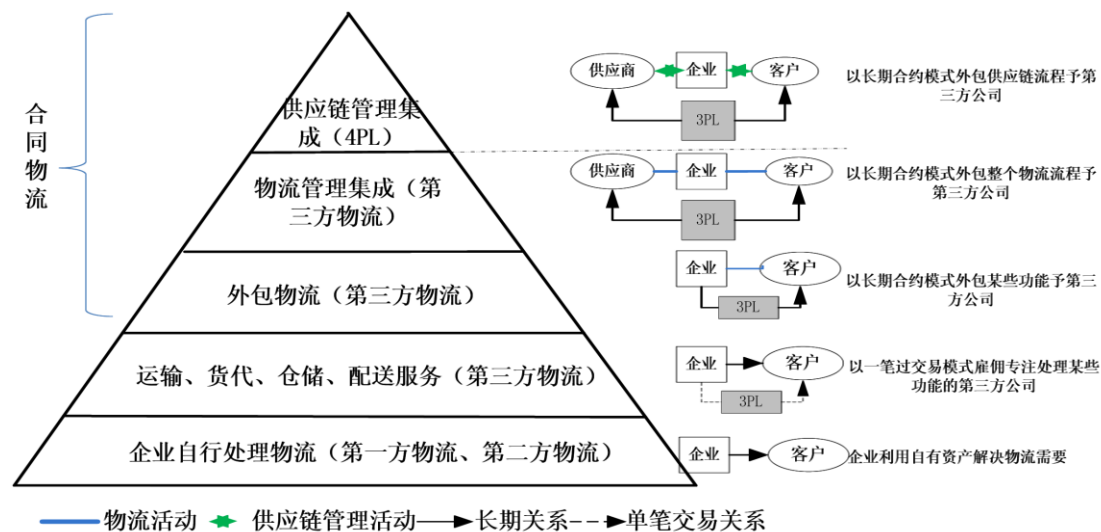 合
同
物
流
供应链管理集
成（4PL）
供应商
企业
客户
3PL
以长期合约模式外包供应链流程予第
三方公司
物流管理集成（第
三方物流）
供应商
企业
客户
3PL
以长期合约模式外包整个物流流程予
第三方公司
外包物流（第三方物流）
企业
客户
3PL
以长期合约模式外包某些功能予第三
方公司
运输、货代、仓储、配送服务（第三方物流）
企业
客户
3PL
以一笔过交易模式雇佣专注处理某些
功能的第三方公司
企业自行处理物流（第一方物流、第二方物流）
企业
客户
企业利用自有资产解决物流需要
物流活动 供应链管理活动 长期关系 单笔交易关系